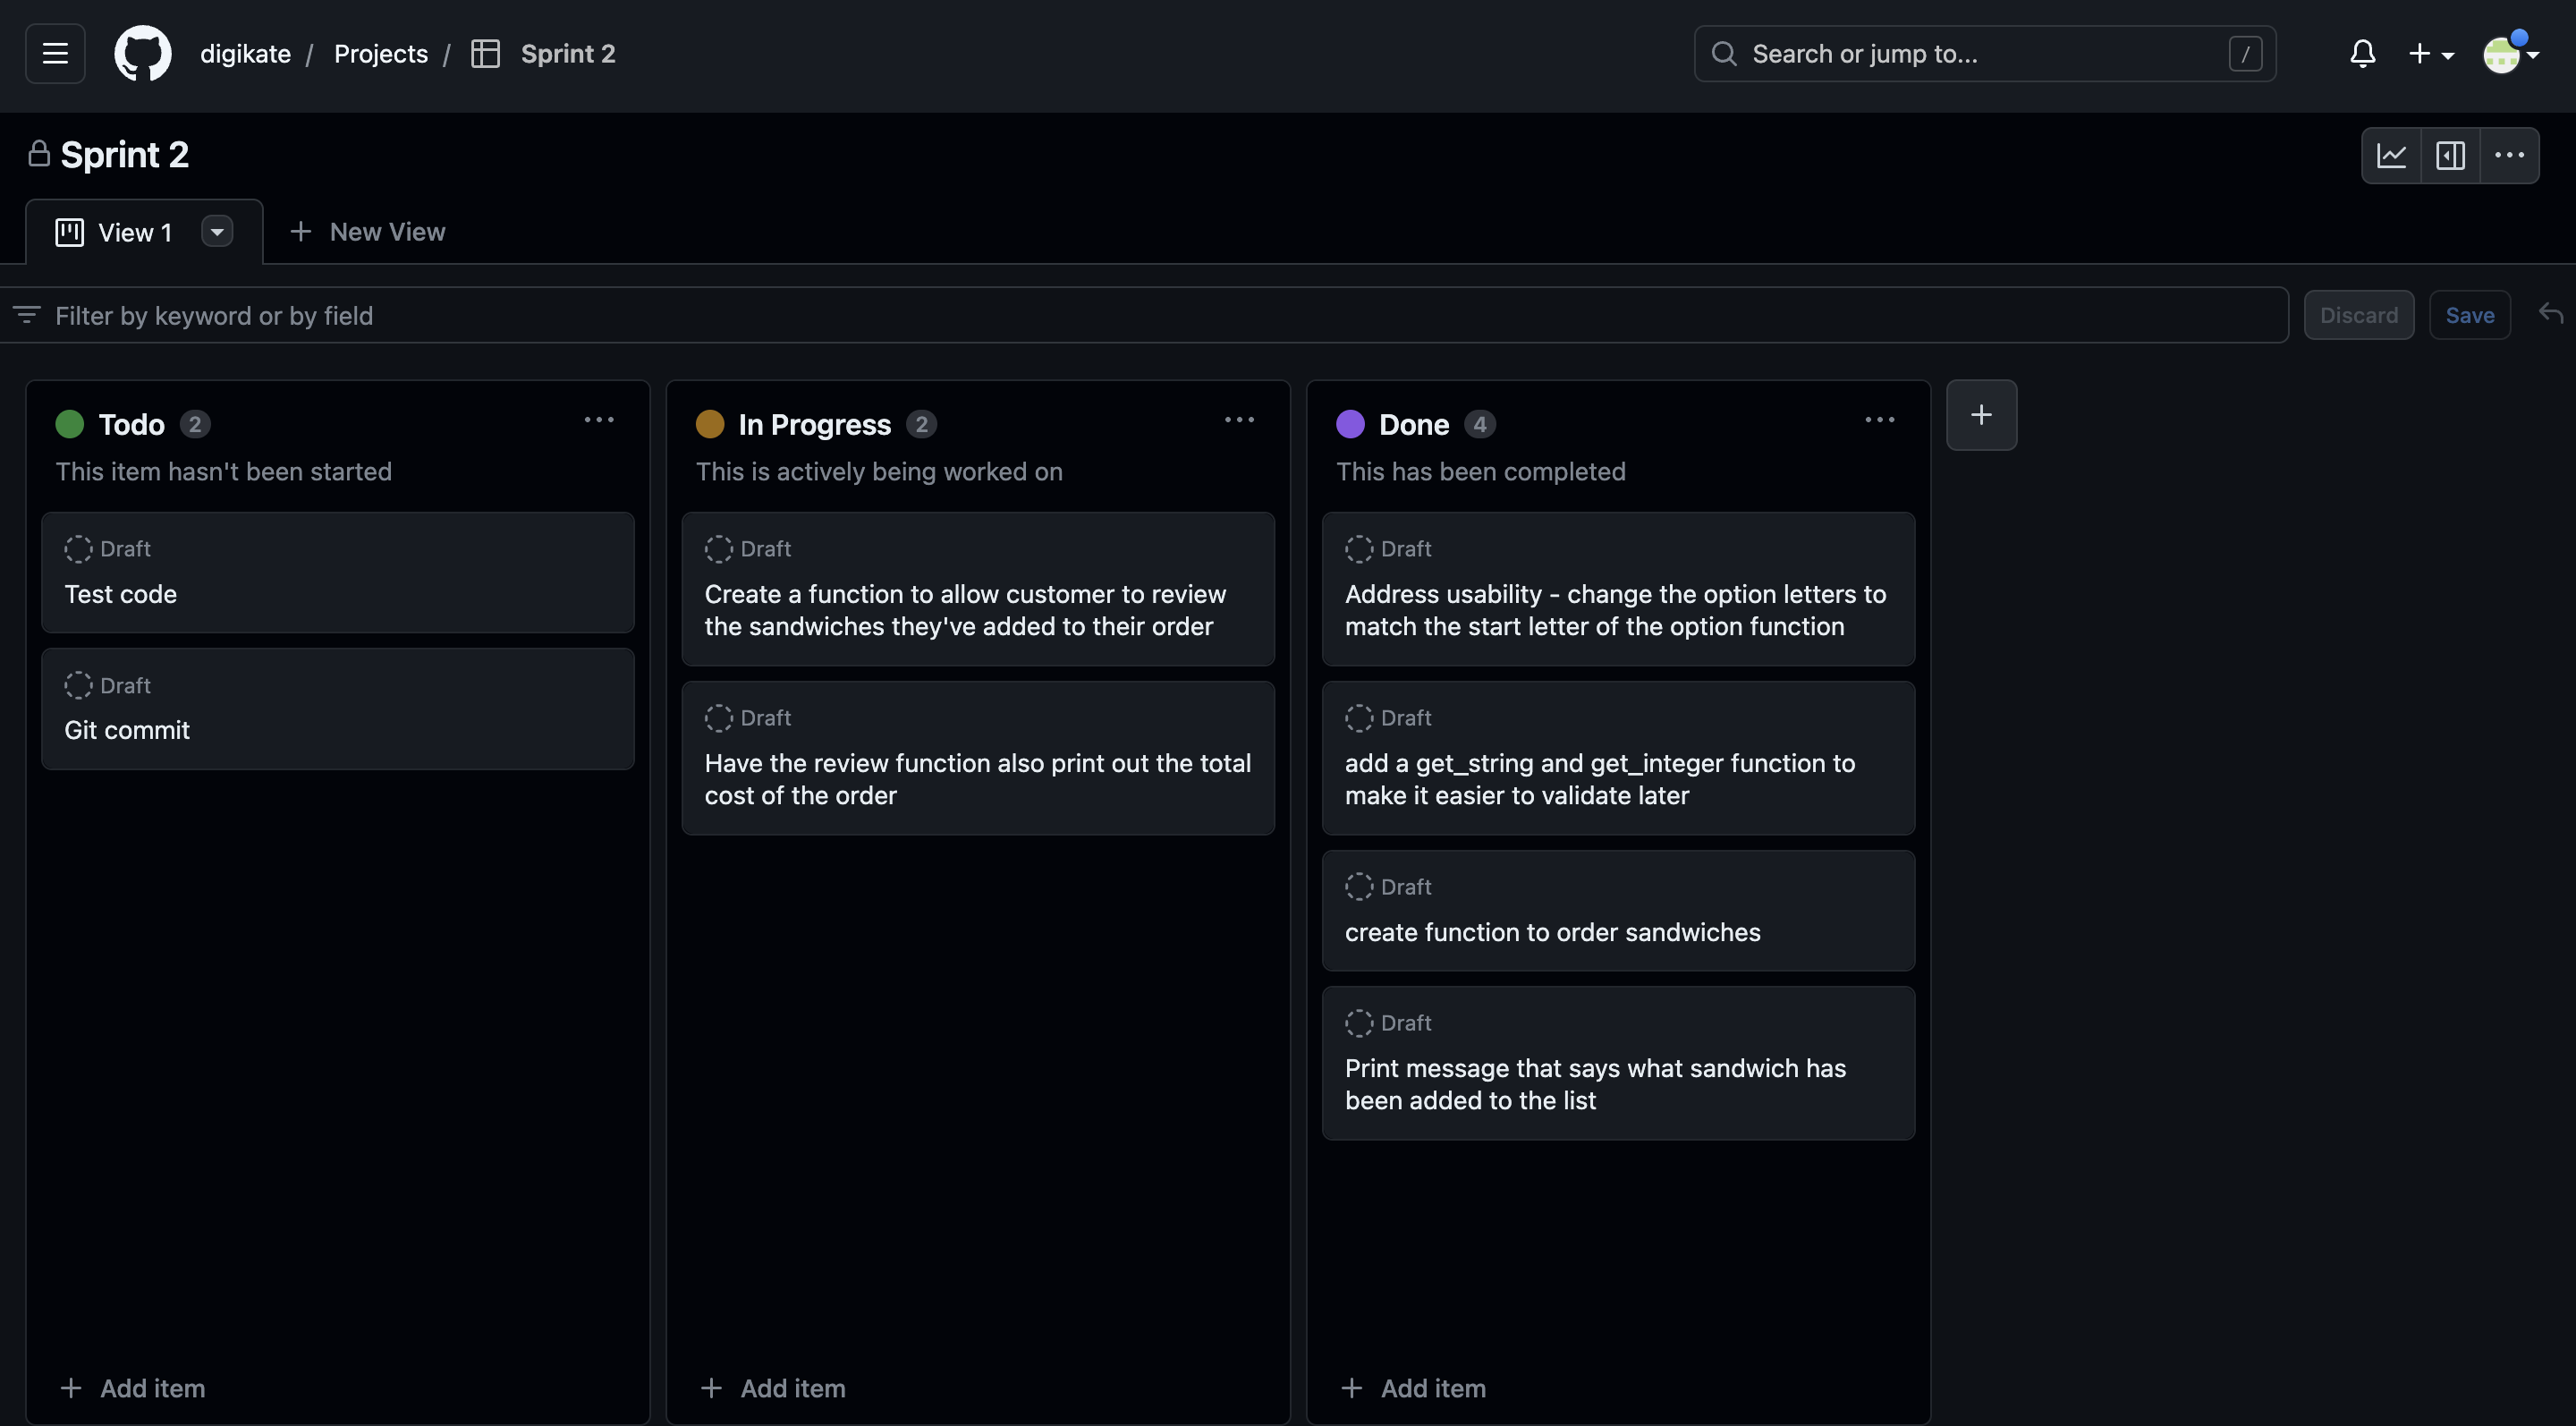 digikate / Projects / Sprint 2
Search or jump to... /
Sprint 2
View 1
New View
Filter by keyword or by field
Discard
Save
Todo 2
This item hasn't been started
Draft
Test code
Draft
Git commit
Add item
In Progress 2
This is actively being worked on
Draft
Create a function to allow customer to review
the sandwiches they've added to their order
Draft
Have the review function also print out the total
cost of the order
Add item
Done 4
This has been completed
Draft
Address usability - change the option letters to
match the start letter of the option function
Draft
add a get_string and get_integer function to
make it easier to validate later
Draft
create function to order sandwiches
Draft
Print message that says what sandwich has
been added to the list
Add item